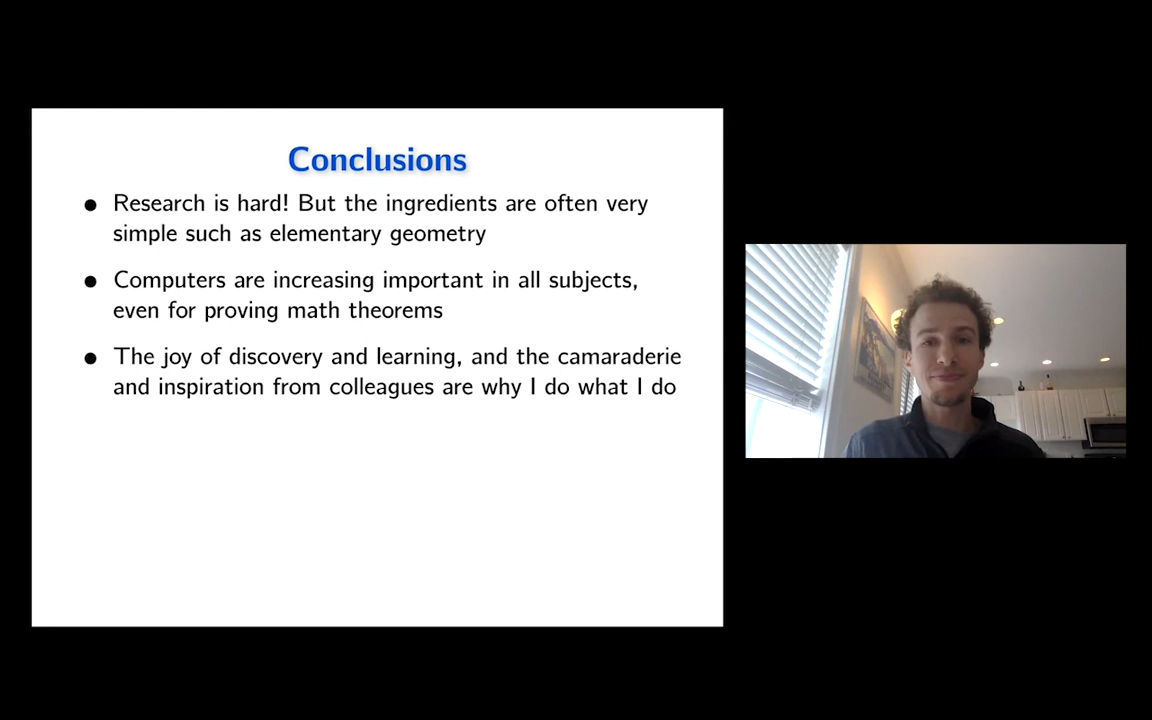 Conclusions
● Research is hard! But the ingredients are often very
simple such as elementary geometry
● Computers are increasing important in all subjects,
even for proving math theorems
● The joy of discovery and learning, and the camaraderie
and inspiration from colleagues are why I do what I do